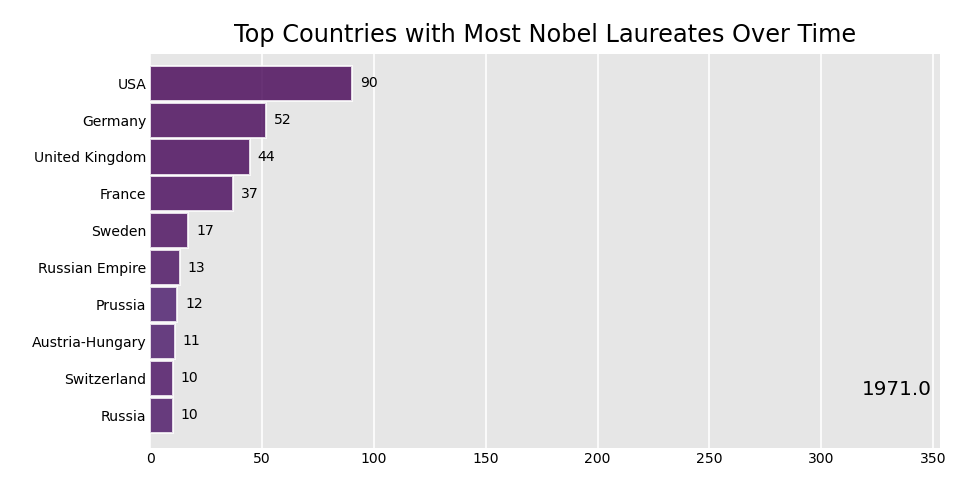 Top Countries with Most Nobel Laureates Over Time
USA 90
Germany 52
United Kingdom 44
France 37
Sweden 17
Russian Empire 13
Prussia 12
Austria-Hungary 11
Switzerland 10
1971.0
Russia 10
0 50 100 150 200 250 300 350